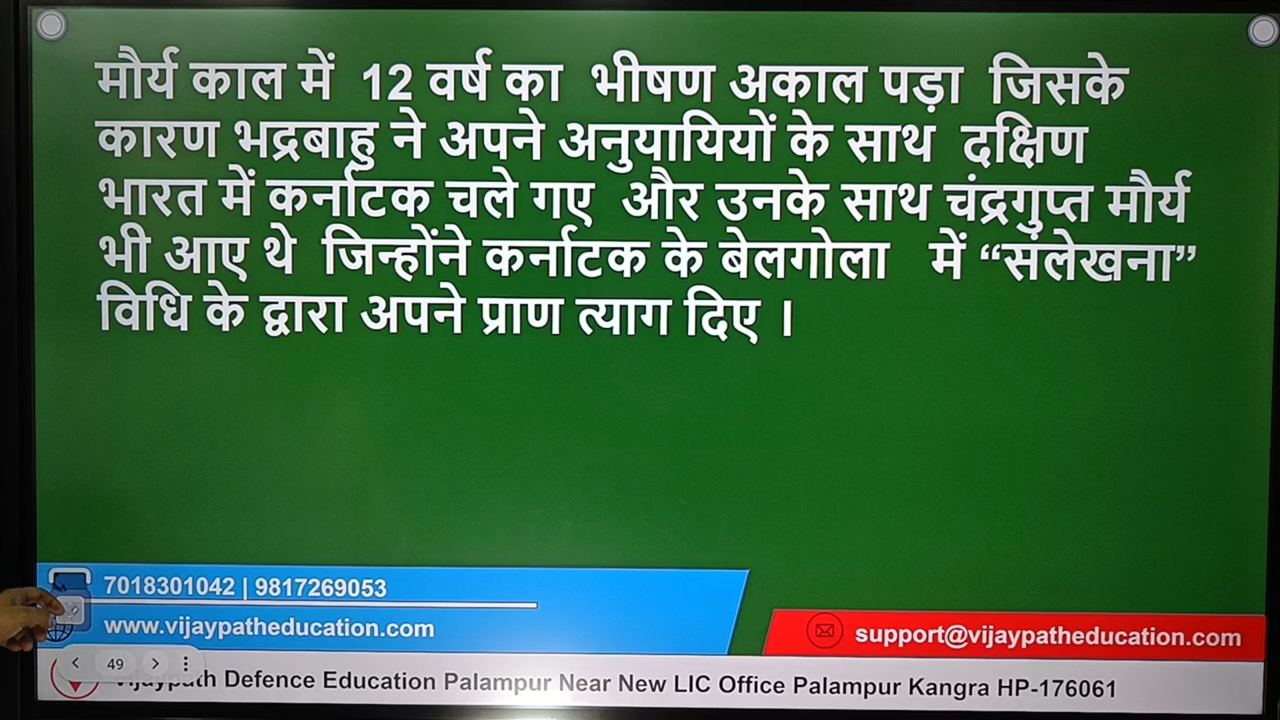 मौर्य काल में 12 वर्ष का भीषण अकाल पड़ा जिसके
कारण भद्रबाहु ने अपने अनुयायियों के साथ दक्षिण
भारत में कर्नाटक चले गए और उनके साथ चंद्रगुप्त मौर्य
भी आए थे जिन्होंने कर्नाटक के बेलगोला में “संलेखना”
विधि के द्वारा अपने प्राण त्याग दिए ।
7018301042 | 9817269053
www.vijaypatheducation.com
support@vijaypatheducation.com
49
Defence Education Palampur Near New LIC Office Palampur Kangra HP-176061